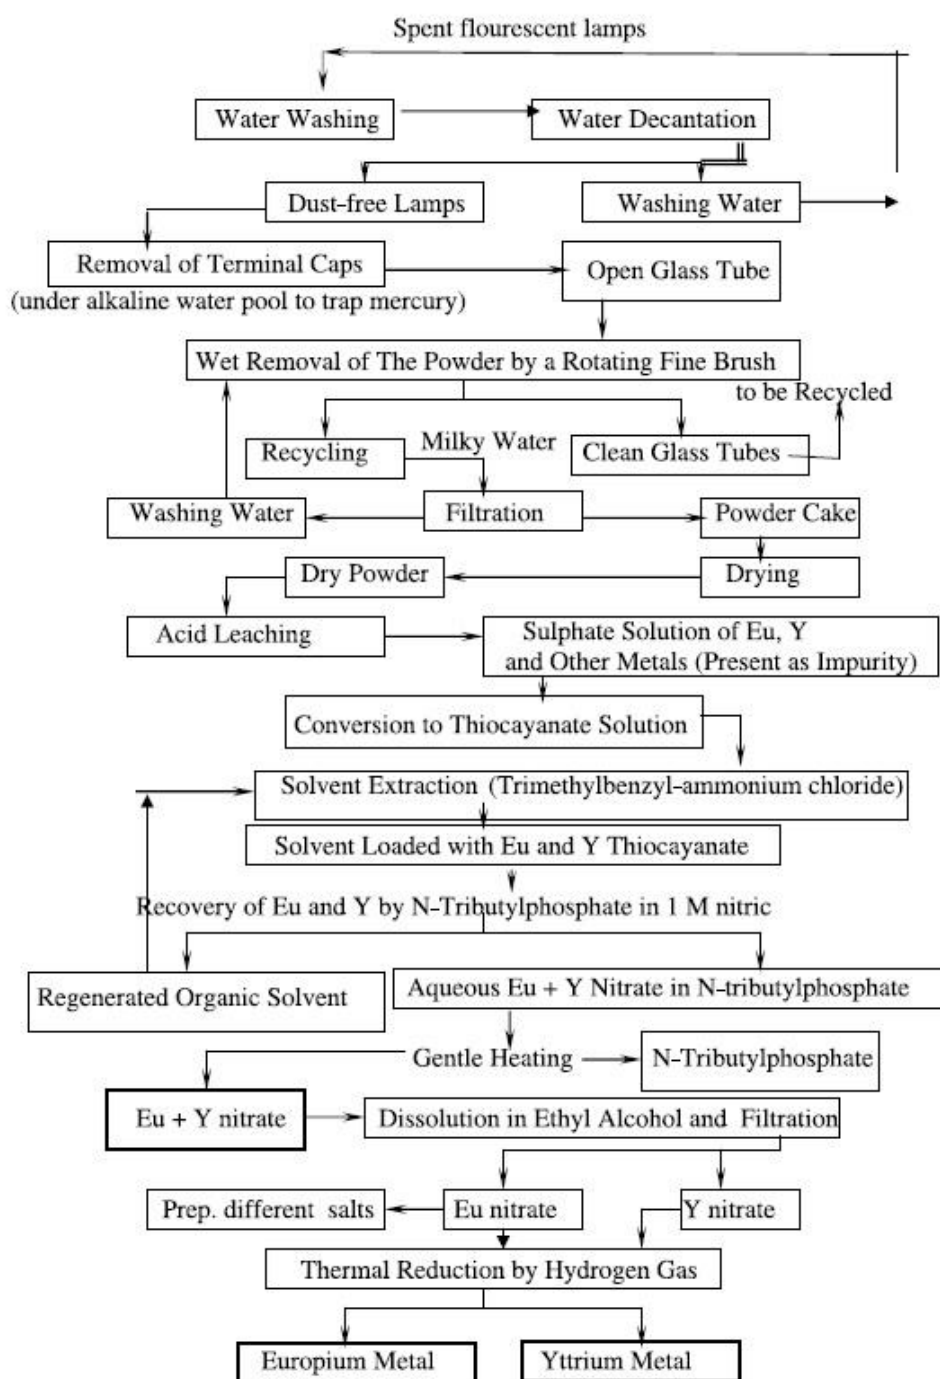 Spent flourescent lamps
Water Washing
Water Decantation
Dust-free Lamps
Washing Water
Removal of Terminal Caps
(under alkaline water pool to trap mercury)
Open Glass Tube
Wet Removal of The Powder by a Rotating Fine Brush
to be Recycled
Recycling
Milky Water
Clean Glass Tubes
Washing Water
Filtration
Powder Cake
Dry Powder
Drying
Acid Leaching
Sulphate Solution of Eu, Y
and Other Metals (Present as Impurity)
Conversion to Thiocayanate Solution
Solvent Extraction (Trimethylbenzyl-ammonium chloride)
Solvent Loaded with Eu and Y Thiocayanate
Recovery of Eu and Y by N-Tributylphosphate in 1 M nitric
Regenerated Organic Solvent
Aqueous Eu + Y Nitrate in N-tributylphosphate
Gentle Heating
N-Tributylphosphate
Eu + Y nitrate
Dissolution in Ethyl Alcohol and Filtration
Prep. different salts
Eu nitrate
Y nitrate
Thermal Reduction by Hydrogen Gas
Europium Metal
Yttrium Metal